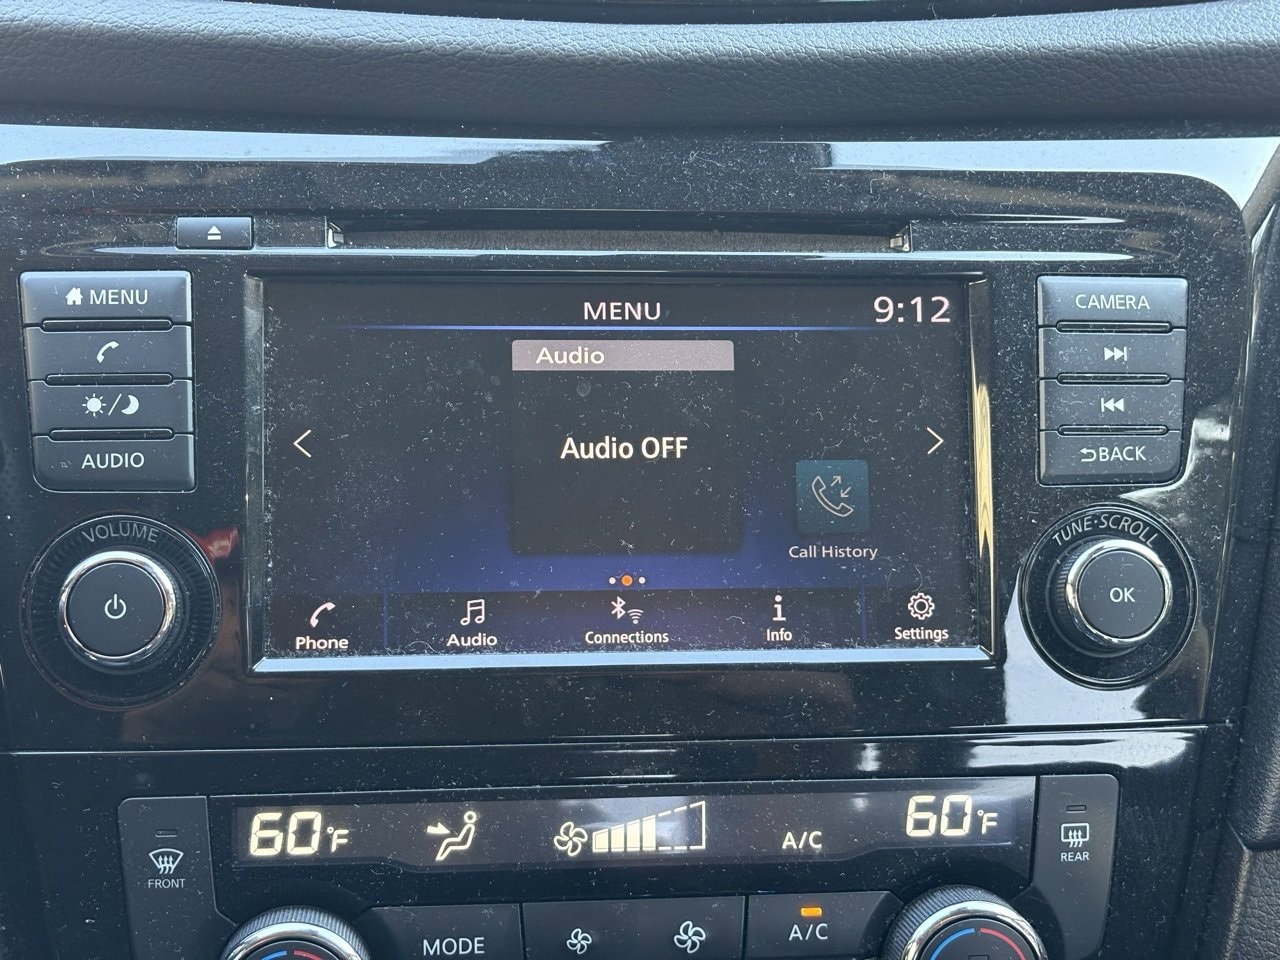 MENU
AUDIO
VOLUME
MENU
9:12
Audio
Audio OFF
Call History
Phone
Audio
Connections
Info
Settings
CAMERA
BACK
TUNE·SCROLL
OK
60°F
A/C
60°F
FRONT
REAR
MODE
A/C